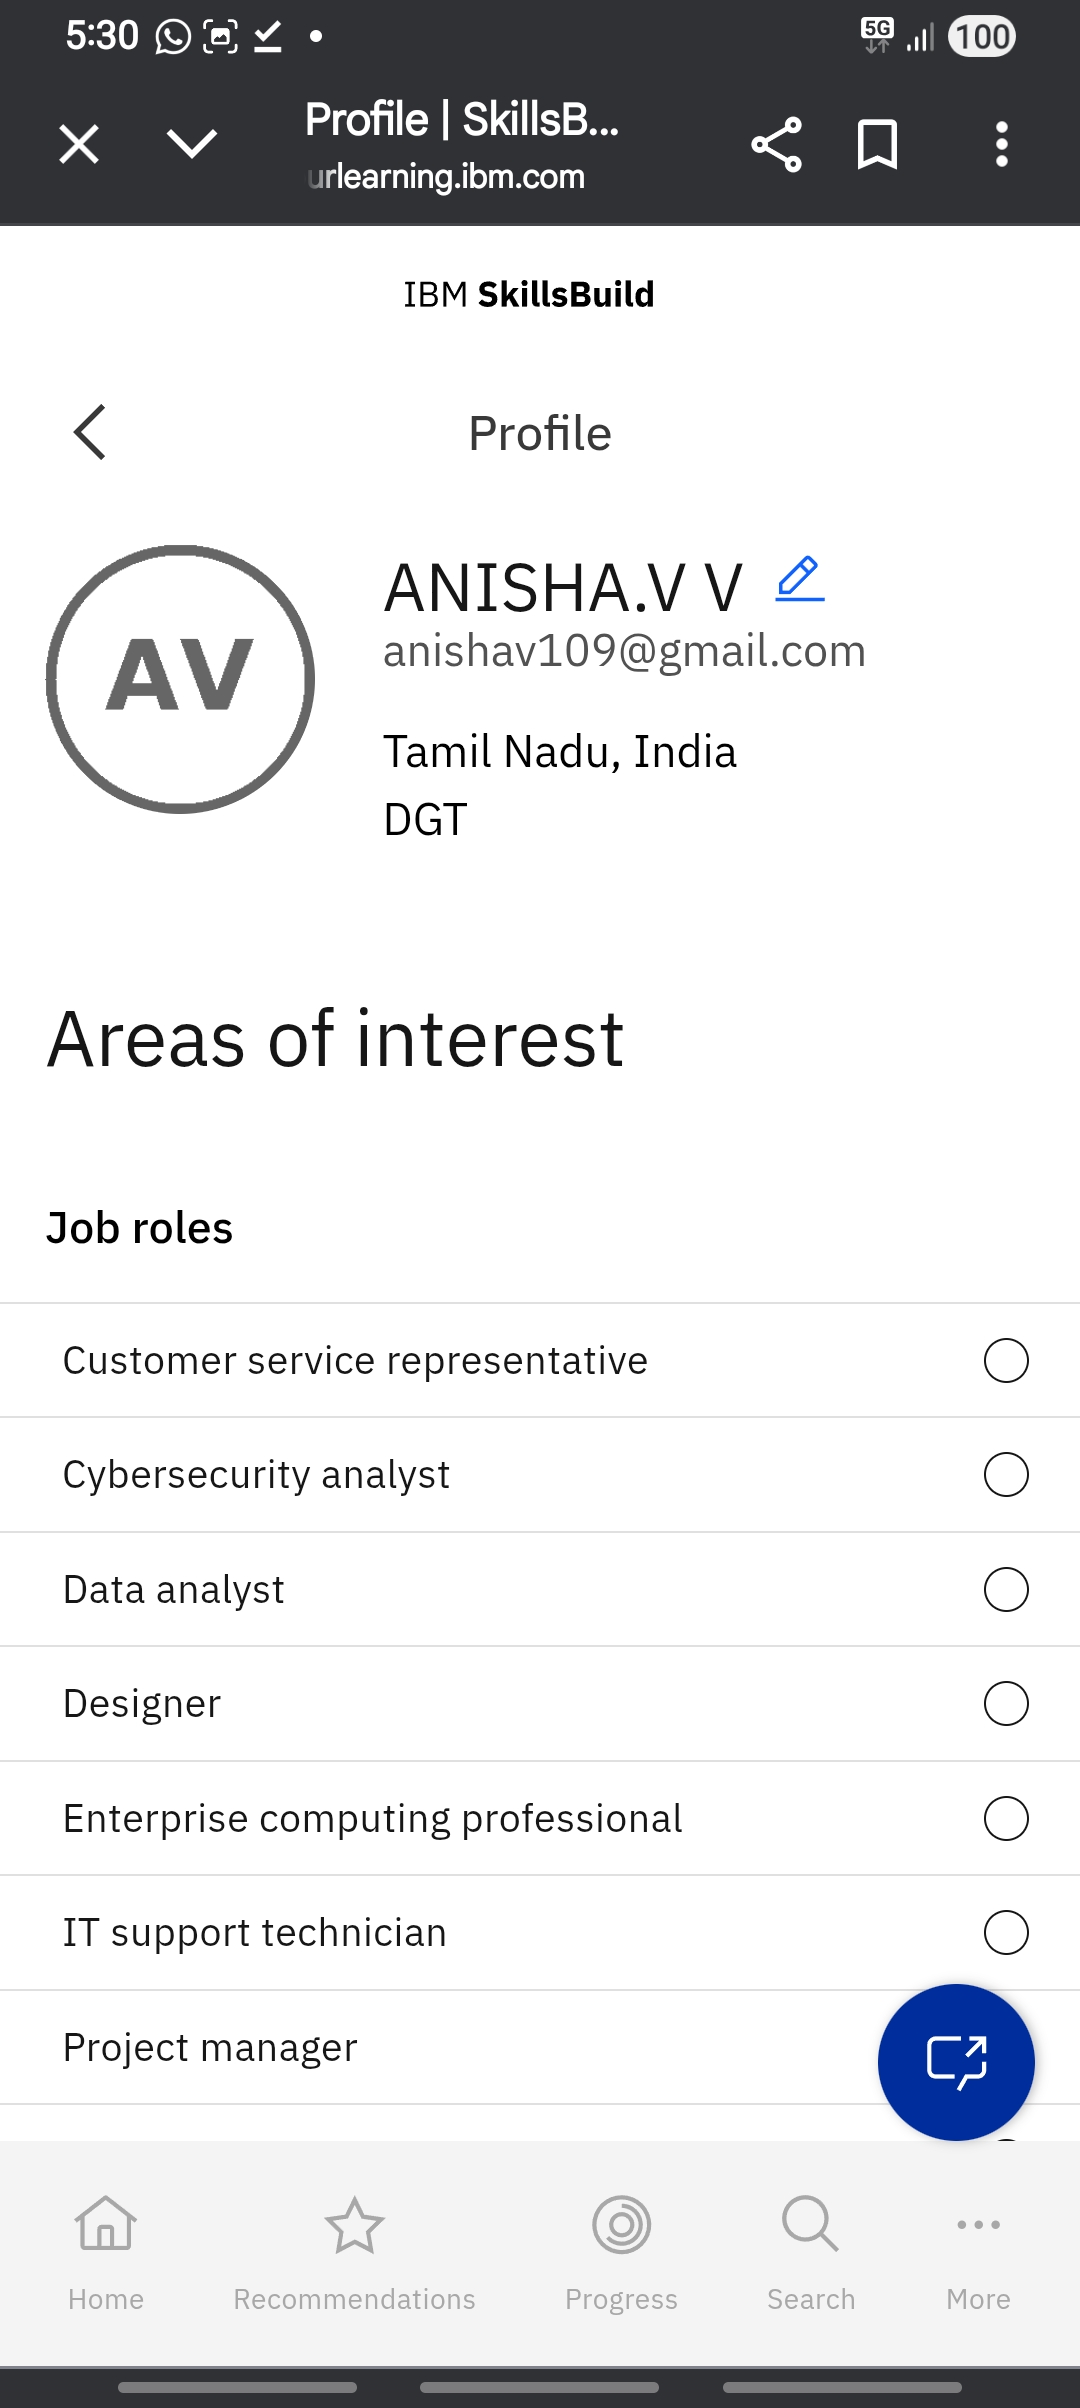 5:30
5G
100
Profile | SkillsB...
urlearning.ibm.com
IBM SkillsBuild
Profile
AV
ANISHA.V V
anishav109@gmail.com
Tamil Nadu, India
DGT
Areas of interest
Job roles
Customer service representative
Cybersecurity analyst
Data analyst
Designer
Enterprise computing professional
IT support technician
Project manager
Home
Recommendations
Progress
Search
More